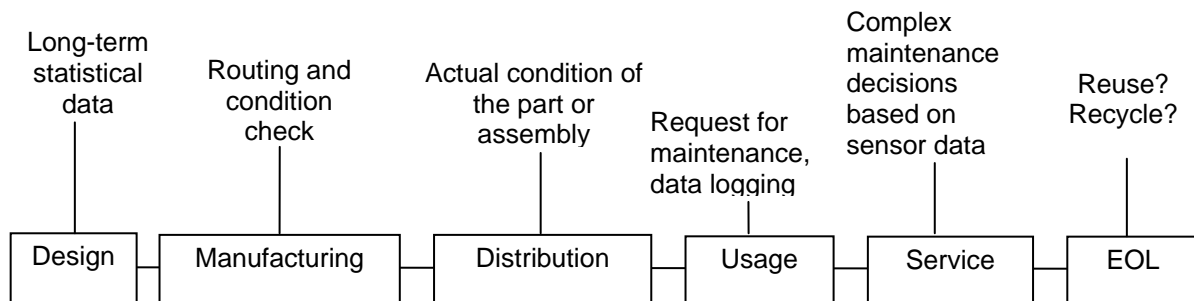 Long-term
statistical
data
Routing and
condition
check
Actual condition of
the part or
assembly
Request for
maintenance,
data logging
Complex
maintenance
decisions
based on
sensor data
Reuse?
Recycle?
Design
Manufacturing
Distribution
Usage
Service
EOL